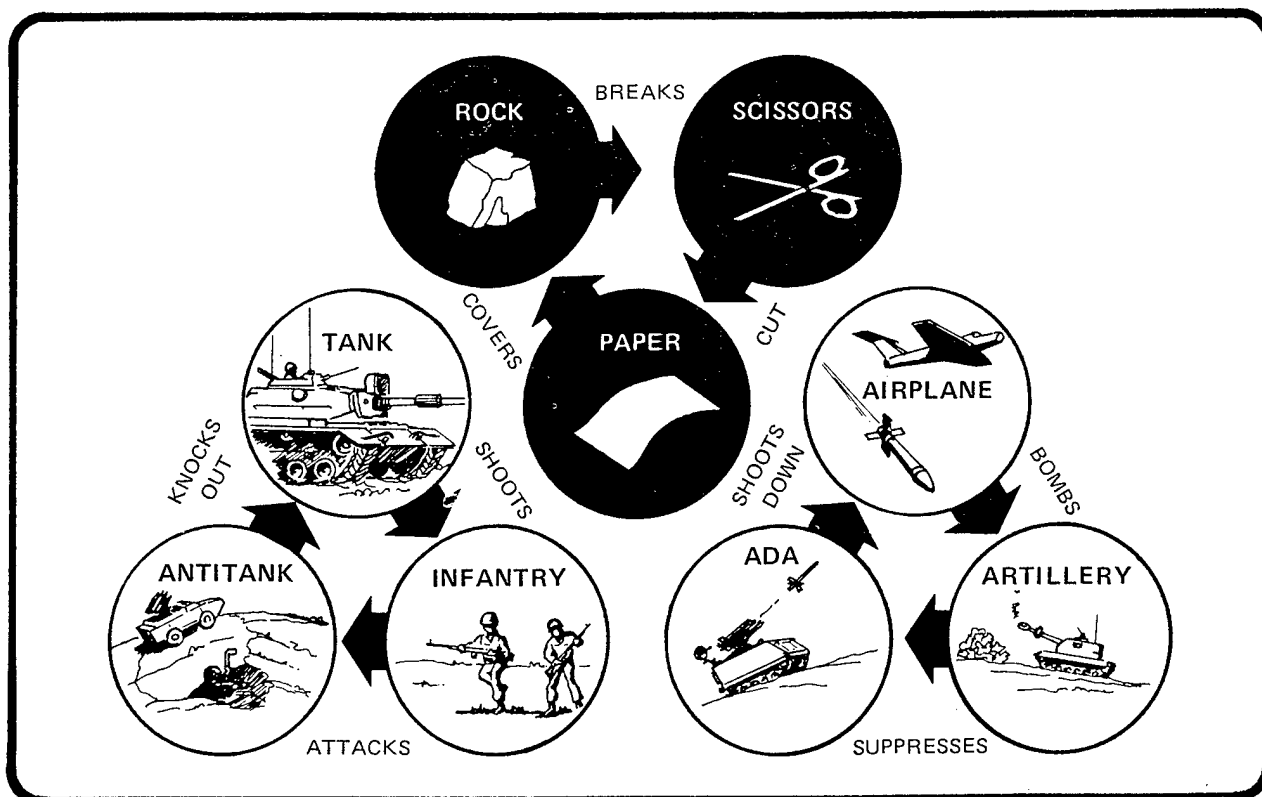 ROCK
BREAKS
SCISSORS
COVERS
PAPER
CUT
TANK
AIRPLANE
KNOCKS
OUT
SHOOTS
SHOOTS
DOWN
BOMBS
ANTITANK
INFANTRY
ADA
ARTILLERY
ATTACKS
SUPPRESSES